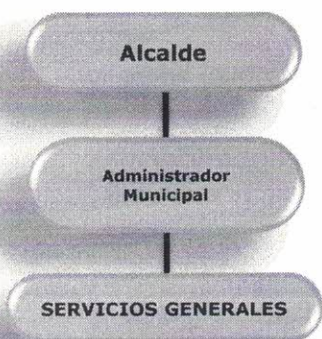 Alcalde
Administrador
Municipal
SERVICIOS GENERALES